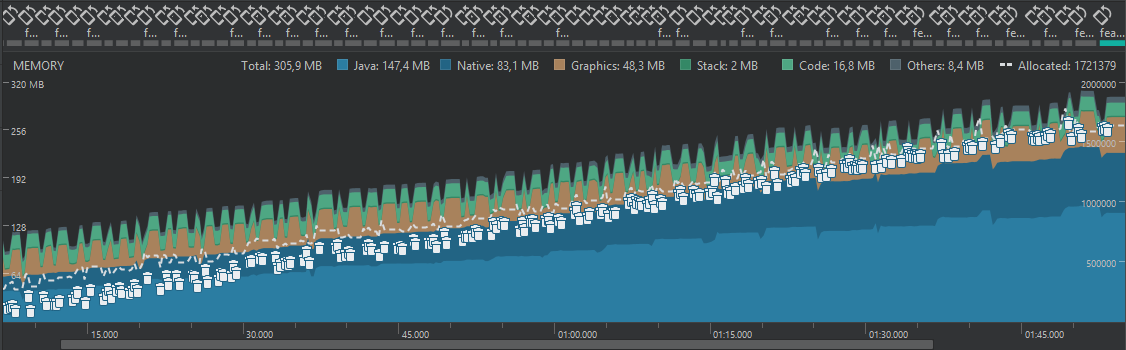 f... f... f... f... f... f... f... f... f... f... f... f... f... f... f... f... f... f... f... f... f... f... fe... f... fe... fe... fea...
MEMORY Total: 305,9 MB Java: 147,4 MB Native: 83,1 MB Graphics: 48,3 MB Stack: 2 MB Code: 16,8 MB Others: 8,4 MB Allocated: 1721379
320 MB 2000000
256
1500000
192
1000000
128
64 500000
15.000 30.000 45.000 01:00.000 01:15.000 01:30.000 01:45.000